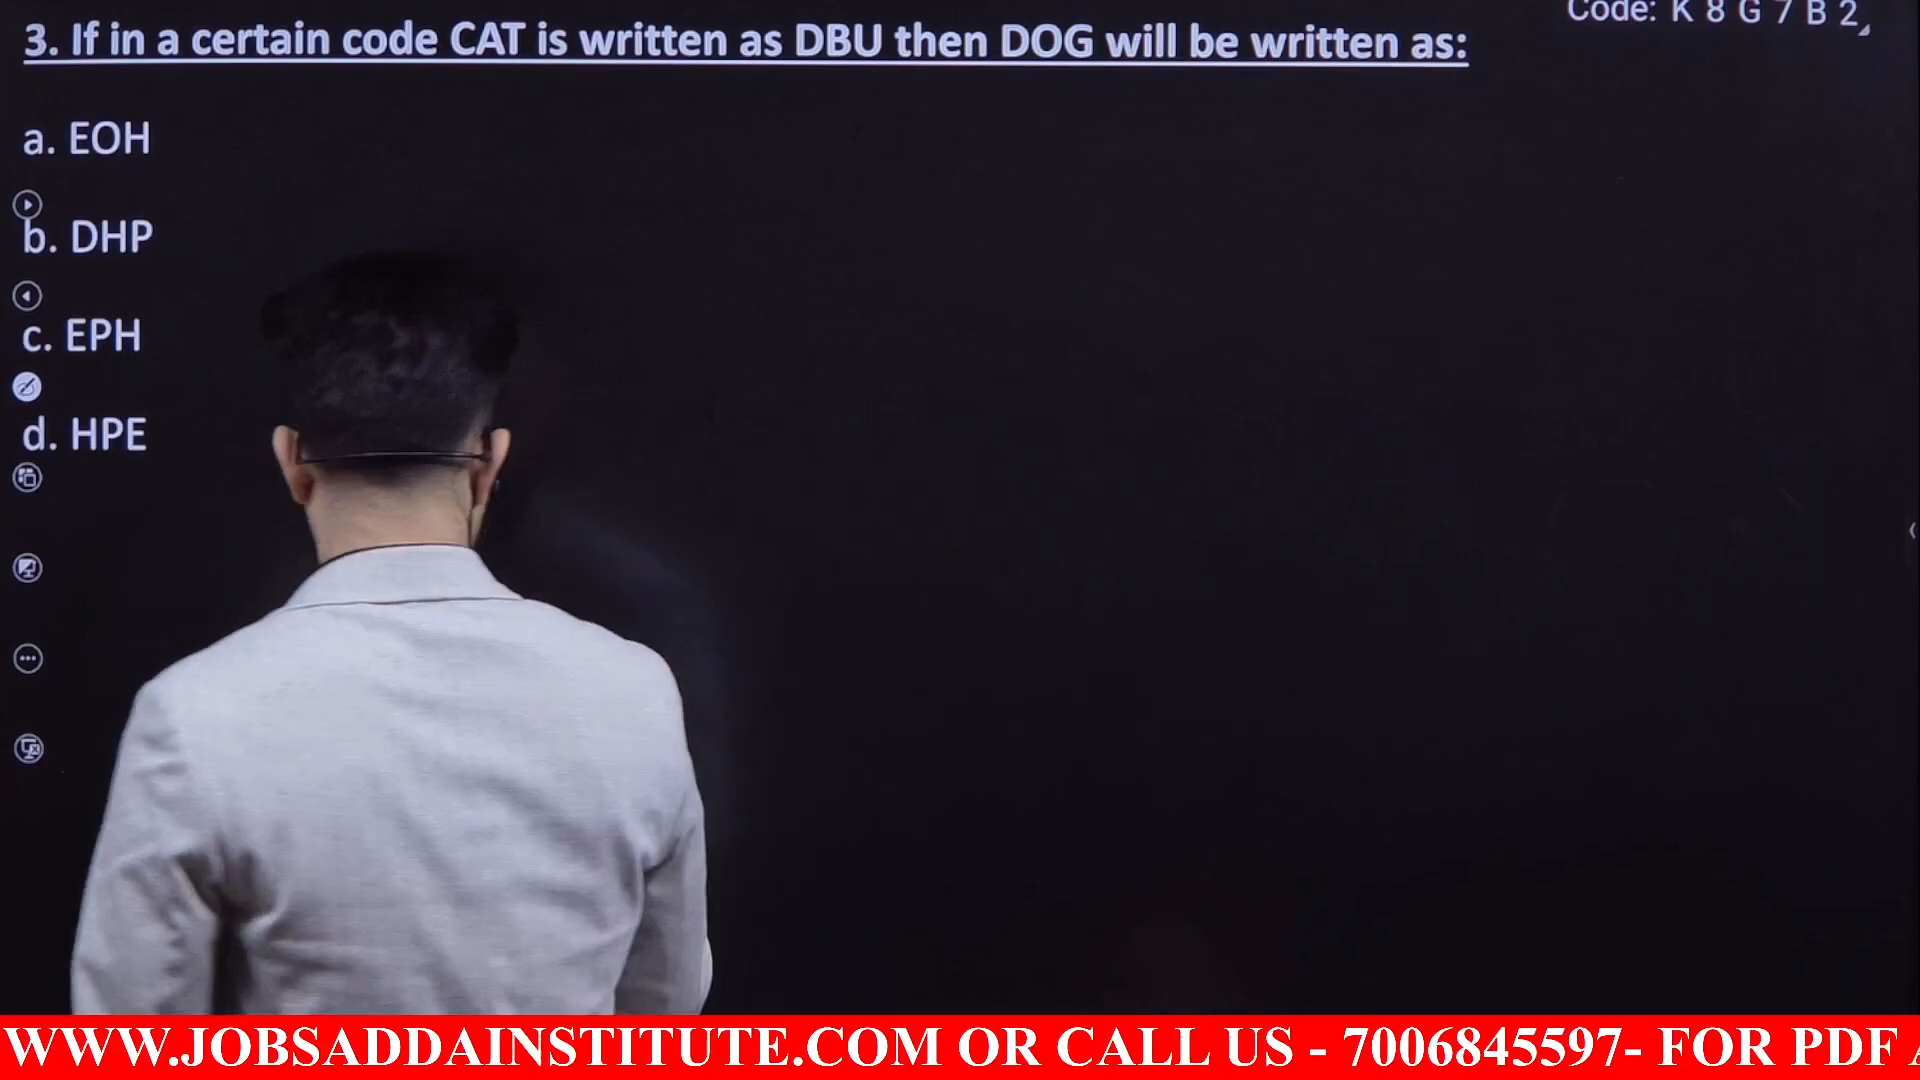 Code: K 8 G 7 B 2
3. If in a certain code CAT is written as DBU then DOG will be written as:
a. EOH
b. DHP
c. EPH
d. HPE
WWW.JOBSADDAINSTITUTE.COM OR CALL US - 7006845597- FOR PDF